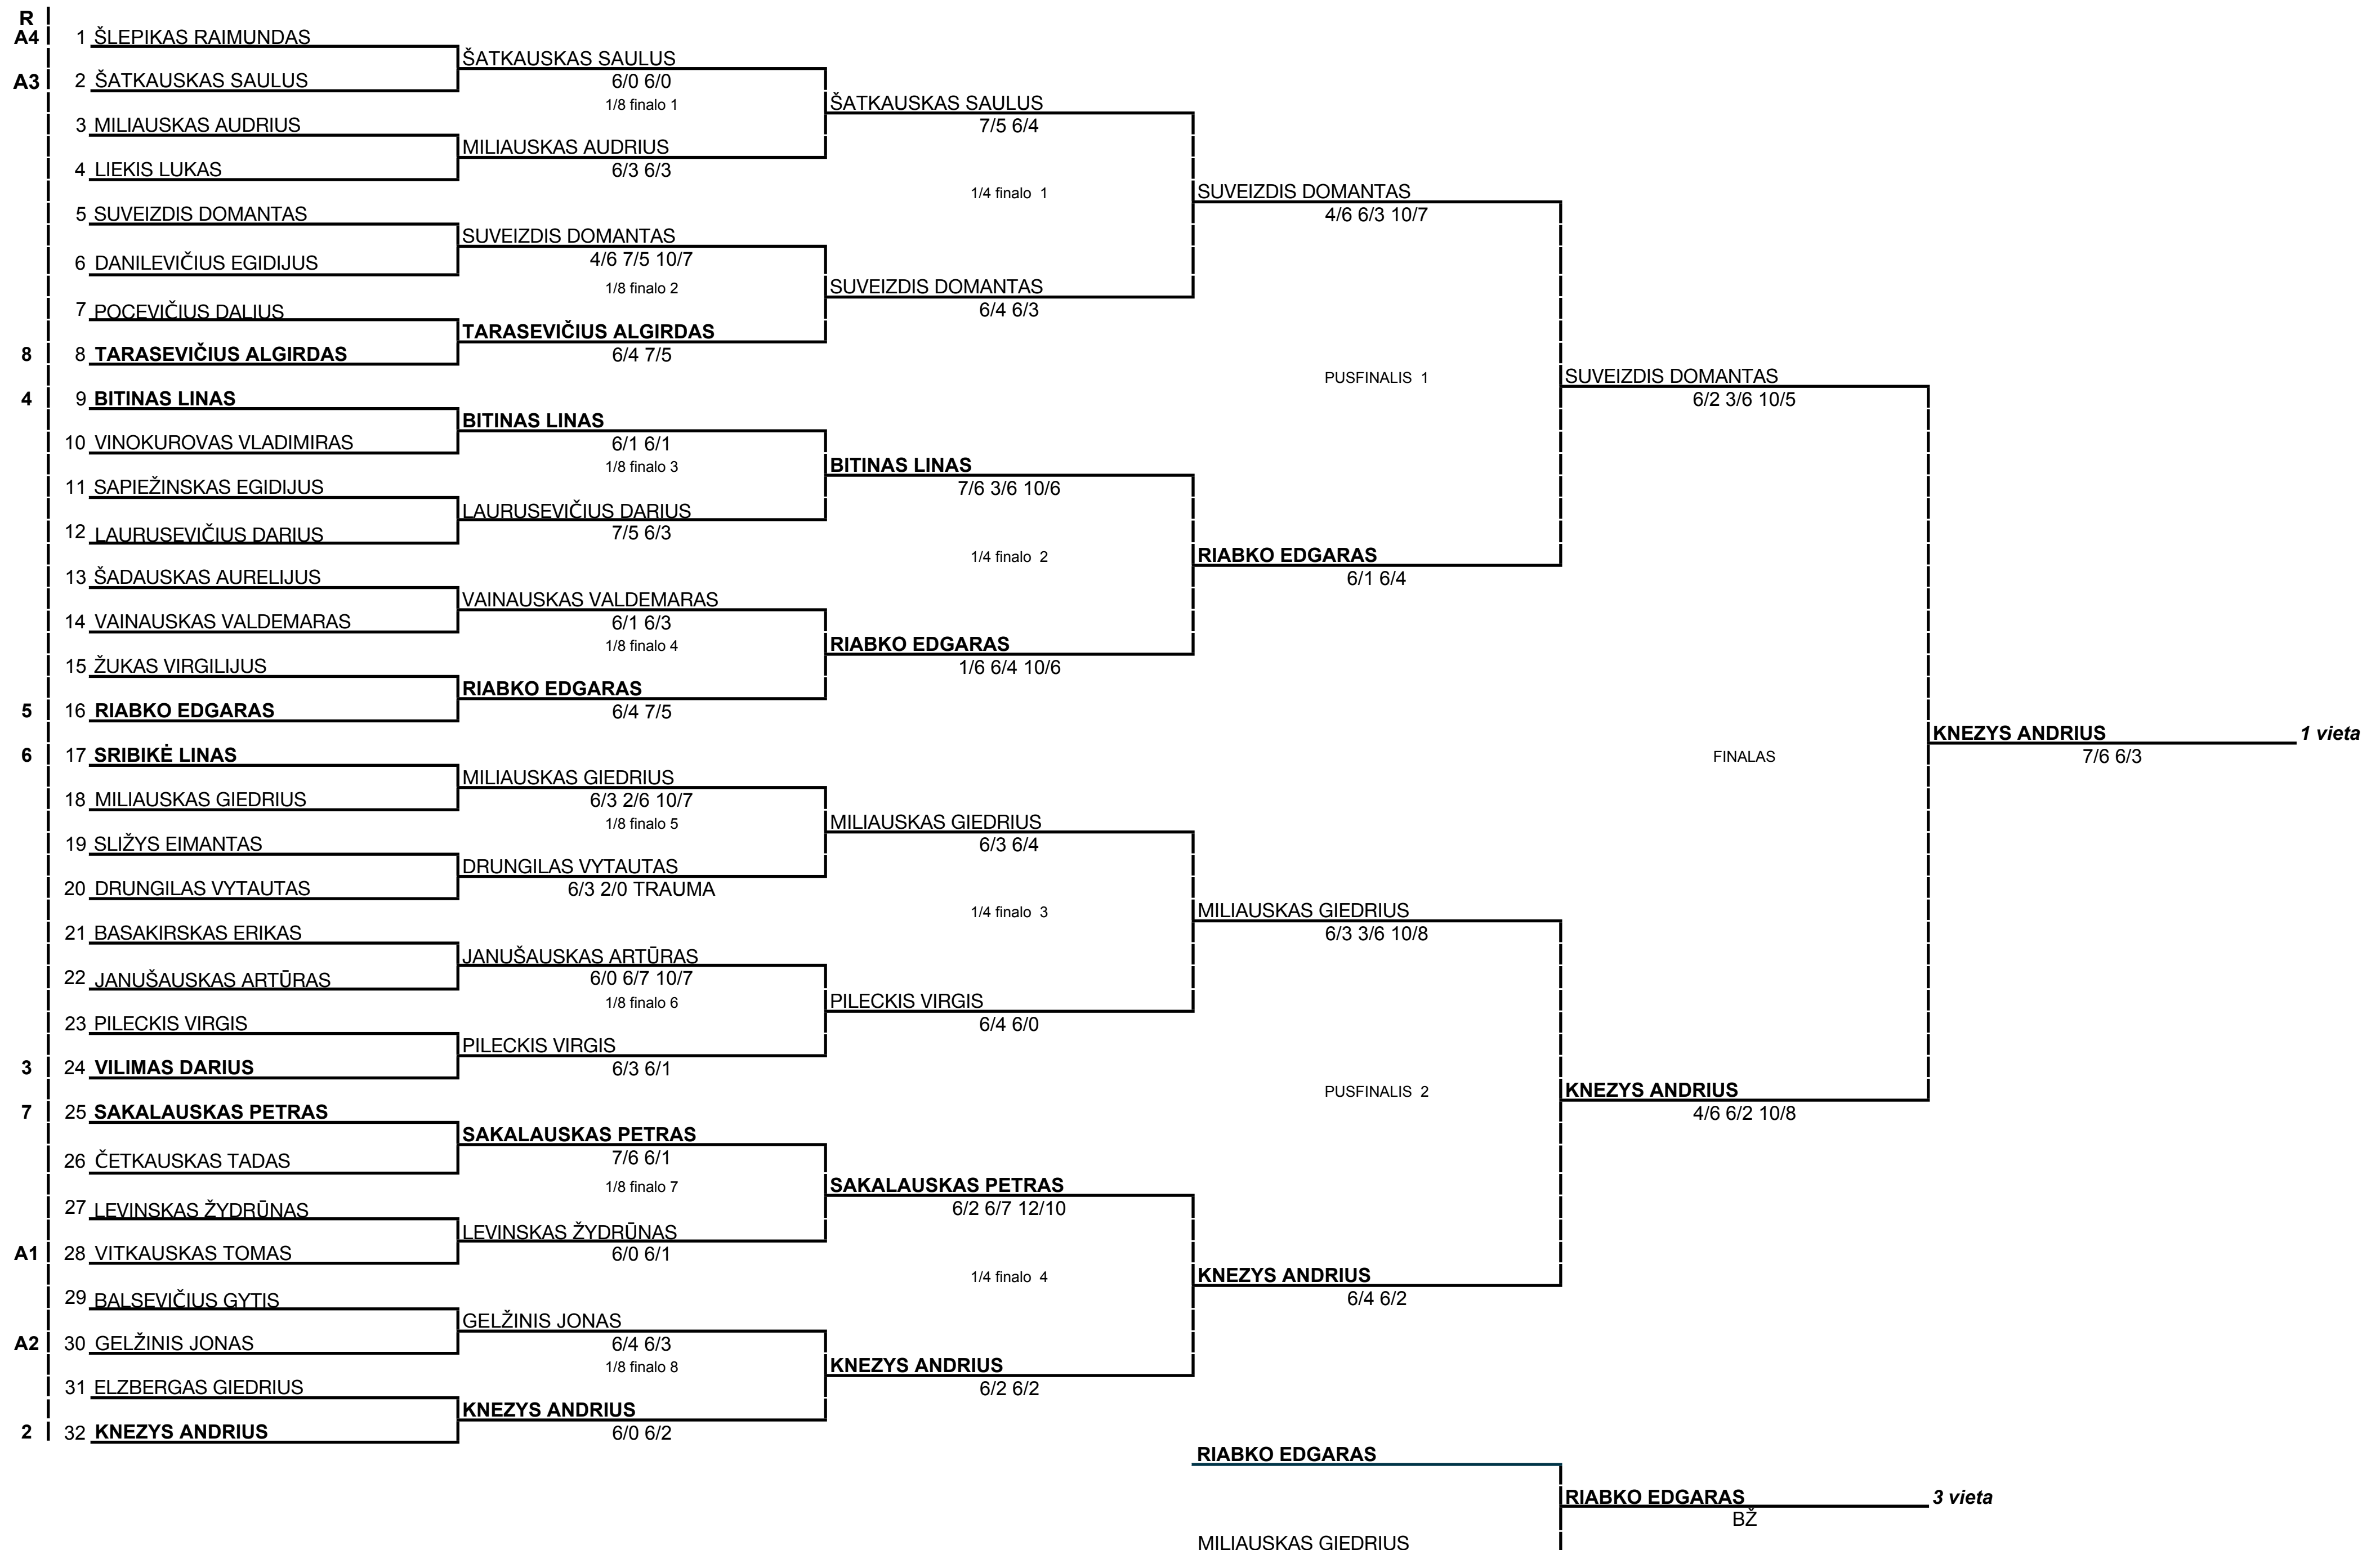 R
A4 1 ŠLEPIKAS RAIMUNDAS
ŠATKAUSKAS SAULUS
A3 2 ŠATKAUSKAS SAULUS 6/0 6/0
1/8 finalo 1 ŠATKAUSKAS SAULUS
3 MILIAUSKAS AUDRIUS 7/5 6/4
MILIAUSKAS AUDRIUS
4 LIEKIS LUKAS 6/3 6/3
1/4 finalo 1 SUVEIZDIS DOMANTAS
5 SUVEIZDIS DOMANTAS 4/6 6/3 10/7
SUVEIZDIS DOMANTAS
6 DANILEVIČIUS EGIDIJUS 4/6 7/5 10/7
1/8 finalo 2 SUVEIZDIS DOMANTAS
7 POCEVIČIUS DALIUS 6/4 6/3
TARASEVIČIUS ALGIRDAS
8 8 TARASEVIČIUS ALGIRDAS 6/4 7/5
PUSFINALIS 1 SUVEIZDIS DOMANTAS
4 9 BITINAS LINAS 6/2 3/6 10/5
BITINAS LINAS
10 VINOKUROVAS VLADIMIRAS 6/1 6/1
1/8 finalo 3 BITINAS LINAS
11 SAPIEŽINSKAS EGIDIJUS 7/6 3/6 10/6
LAURUSEVIČIUS DARIUS
12 LAURUSEVIČIUS DARIUS 7/5 6/3
1/4 finalo 2 RIABKO EDGARAS
13 ŠADAUSKAS AURELIJUS 6/1 6/4
VAINAUSKAS VALDEMARAS
14 VAINAUSKAS VALDEMARAS 6/1 6/3
1/8 finalo 4 RIABKO EDGARAS
15 ŽUKAS VIRGILIJUS 1/6 6/4 10/6
RIABKO EDGARAS
5 16 RIABKO EDGARAS 6/4 7/5
KNEZYS ANDRIUS 1 vieta
6 17 SRIBIKĖ LINAS FINALAS 7/6 6/3
MILIAUSKAS GIEDRIUS
18 MILIAUSKAS GIEDRIUS 6/3 2/6 10/7
1/8 finalo 5 MILIAUSKAS GIEDRIUS
19 SLIŽYS EIMANTAS 6/3 6/4
DRUNGILAS VYTAUTAS
20 DRUNGILAS VYTAUTAS 6/3 2/0 TRAUMA
1/4 finalo 3 MILIAUSKAS GIEDRIUS
21 BASAKIRSKAS ERIKAS 6/3 3/6 10/8
JANUŠAUSKAS ARTŪRAS
22 JANUŠAUSKAS ARTŪRAS 6/0 6/7 10/7
1/8 finalo 6 PILECKIS VIRGIS
23 PILECKIS VIRGIS 6/4 6/0
PILECKIS VIRGIS
3 24 VILIMAS DARIUS 6/3 6/1
PUSFINALIS 2 KNEZYS ANDRIUS
7 25 SAKALAUSKAS PETRAS 4/6 6/2 10/8
SAKALAUSKAS PETRAS
26 ČETKAUSKAS TADAS 7/6 6/1
1/8 finalo 7 SAKALAUSKAS PETRAS
27 LEVINSKAS ŽYDRŪNAS 6/2 6/7 12/10
LEVINSKAS ŽYDRŪNAS
A1 28 VITKAUSKAS TOMAS 6/0 6/1
1/4 finalo 4 KNEZYS ANDRIUS
29 BALSEVIČIUS GYTIS 6/4 6/2
GELŽINIS JONAS
A2 30 GELŽINIS JONAS 6/4 6/3
1/8 finalo 8 KNEZYS ANDRIUS
31 ELZBERGAS GIEDRIUS 6/2 6/2
KNEZYS ANDRIUS
2 32 KNEZYS ANDRIUS 6/0 6/2
RIABKO EDGARAS
RIABKO EDGARAS 3 vieta
BŽ
MILIAUSKAS GIEDRIUS